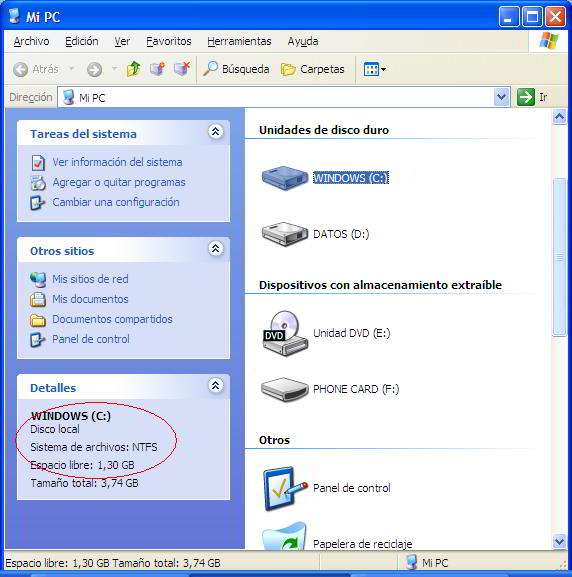 Mi PC
Archivo Edición Ver Favoritos Herramientas Ayuda
Atrás Búsqueda Carpetas
Dirección Mi PC Ir
Tareas del sistema
Ver información del sistema
Agregar o quitar programas
Cambiar una configuración
Otros sitios
Mis sitios de red
Mis documentos
Documentos compartidos
Panel de control
Detalles
WINDOWS (C:)
Disco local
Sistema de archivos: NTFS
Espacio libre: 1,30 GB
Tamaño total: 3,74 GB
Unidades de disco duro
WINDOWS (C:)
DATOS (D:)
Dispositivos con almacenamiento extraíble
DVD
Unidad DVD (E:)
PHONE CARD (F:)
Otros
Panel de control
Papelera de reciclaje
Espacio libre: 1,30 GB Tamaño total: 3,74 GB Mi PC